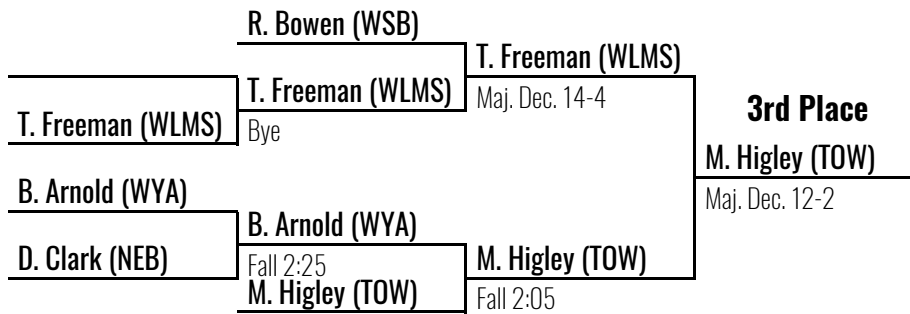 R. Bowen (WSB)
T. Freeman (WLMS)
T. Freeman (WLMS)
Maj. Dec. 14-4
3rd Place
T. Freeman (WLMS)
Bye
M. Higley (TOW)
Maj. Dec. 12-2
B. Arnold (WYA)
B. Arnold (WYA)
D. Clark (NEB)
Fall 2:25
M. Higley (TOW)
M. Higley (TOW)
Fall 2:05